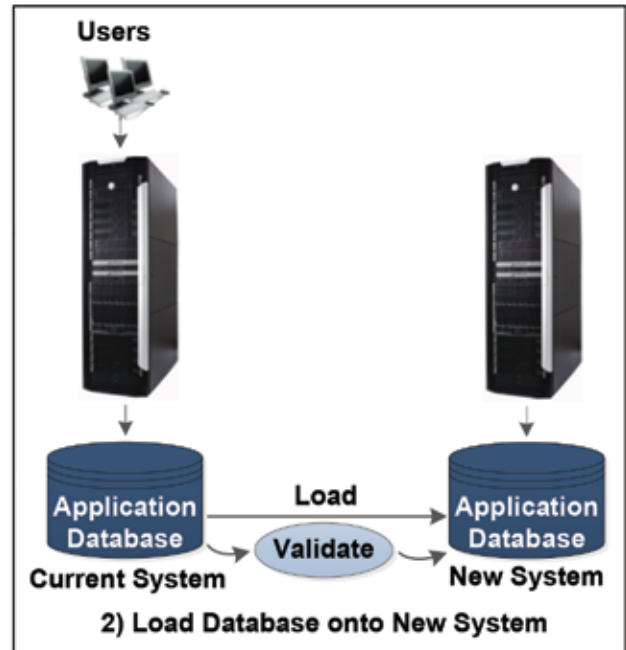 Users
Application
Database
Load
Validate
Application
Database
Current System
New System
2) Load Database onto New System